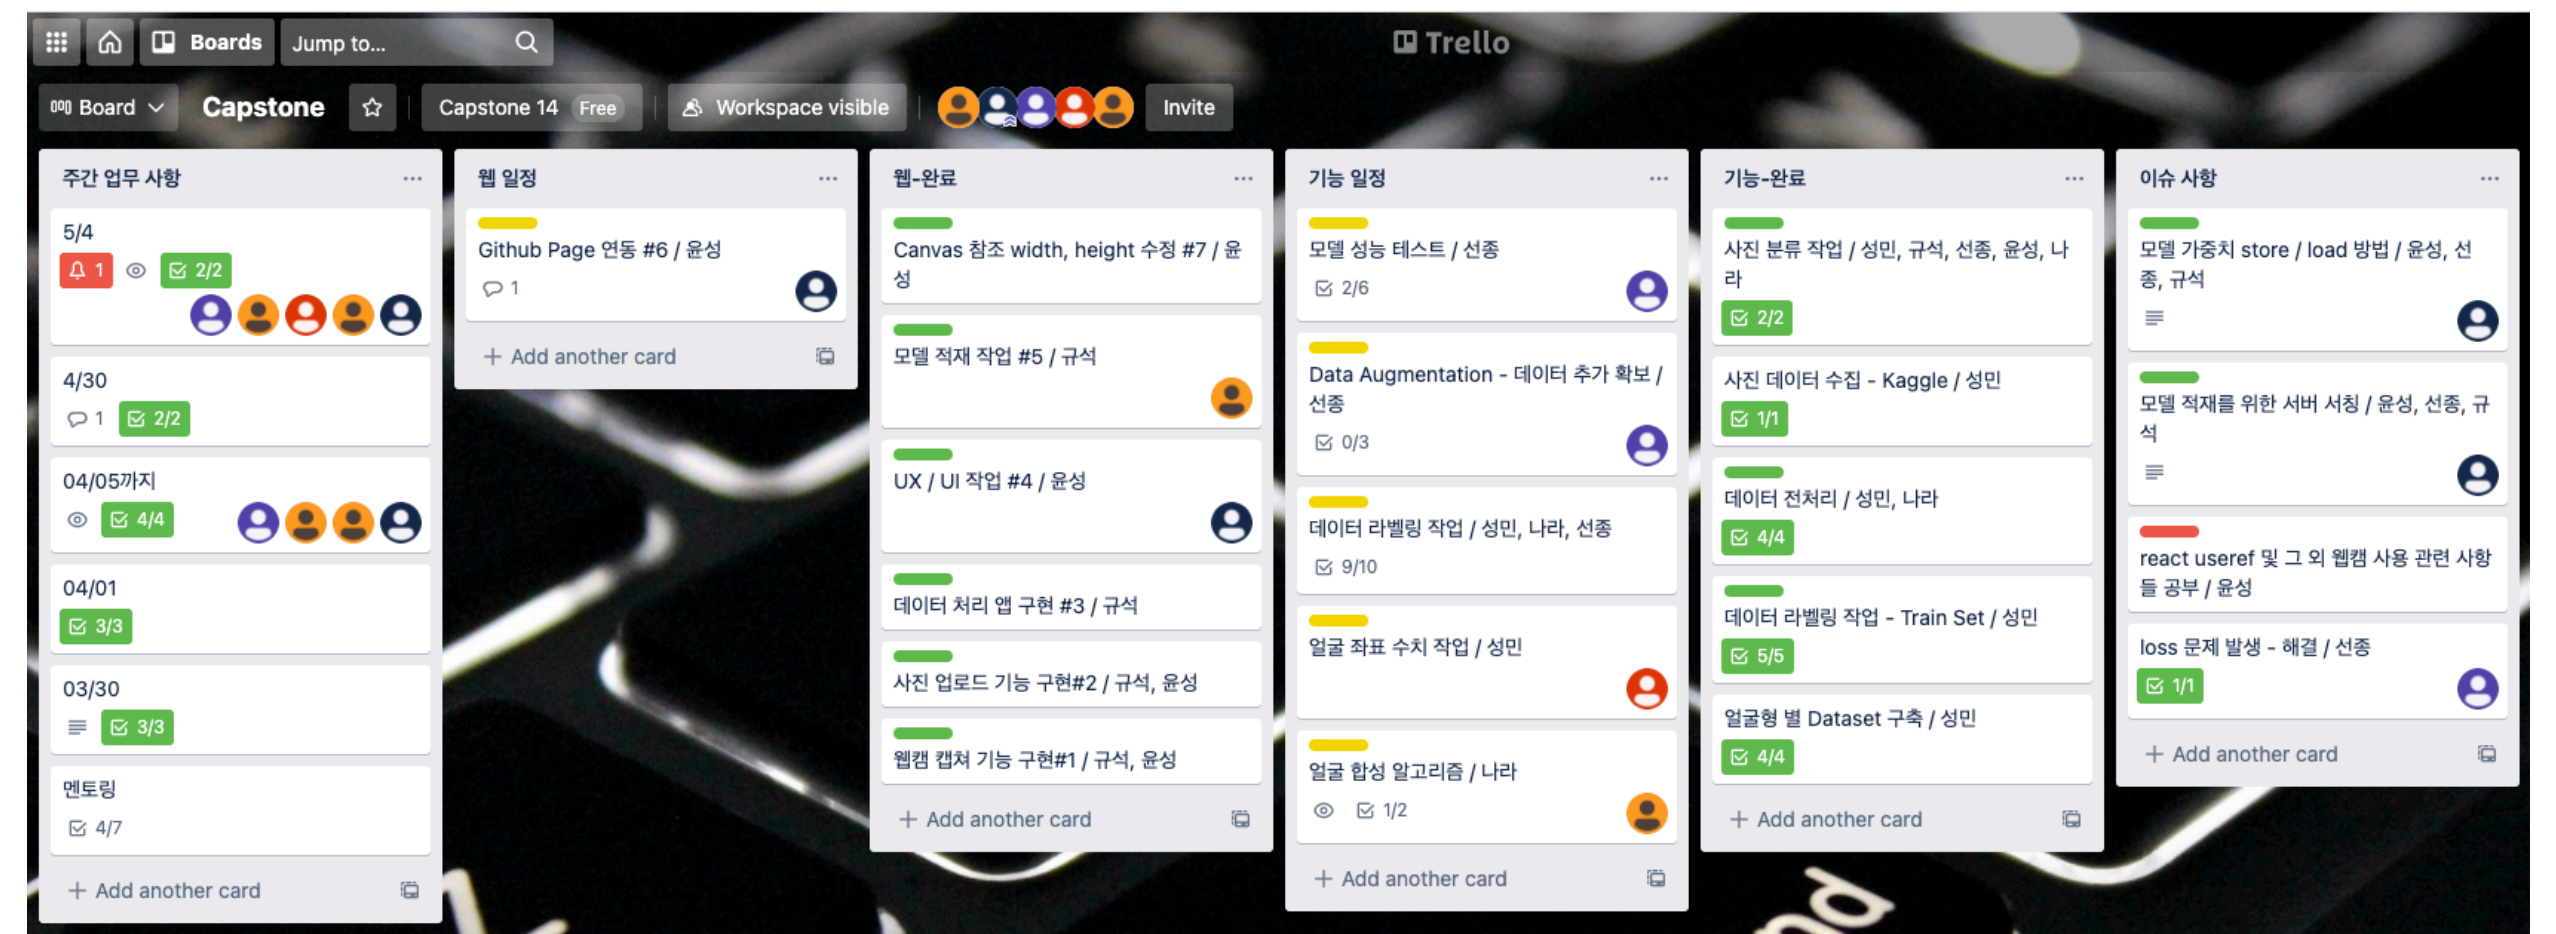 Boards
Jump to...
Trello
Board
Capstone
Capstone 14
Free
Workspace visible
Invite
주간 업무 사항
5/4
1
2/2
4/30
1
2/2
04/05까지
4/4
04/01
3/3
03/30
3/3
멘토링
4/7
+ Add another card
웹 일정
Github Page 연동 #6 / 윤성
1
+ Add another card
웹-완료
Canvas 참조 width, height 수정 #7 / 윤
성
모델 적재 작업 #5 / 규석
UX / UI 작업 #4 / 윤성
데이터 처리 앱 구현 #3 / 규석
사진 업로드 기능 구현#2 / 규석, 윤성
웹캠 캡쳐 기능 구현#1 / 규석, 윤성
+ Add another card
기능 일정
모델 성능 테스트 / 선종
2/6
Data Augmentation - 데이터 추가 확보 /
선종
0/3
데이터 라벨링 작업 / 성민, 나라, 선종
9/10
얼굴 좌표 수치 작업 / 성민
얼굴 합성 알고리즘 / 나라
1/2
+ Add another card
기능-완료
사진 분류 작업 / 성민, 규석, 선종, 윤성, 나
라
2/2
사진 데이터 수집 - Kaggle / 성민
1/1
데이터 전처리 / 성민, 나라
4/4
데이터 라벨링 작업 - Train Set / 성민
5/5
얼굴형 별 Dataset 구축 / 성민
4/4
+ Add another card
이슈 사항
모델 가중치 store / load 방법 / 윤성, 선
종, 규석
모델 적재를 위한 서버 서칭 / 윤성, 선종, 규
석
react useref 및 그 외 웹캠 사용 관련 사항
들 공부 / 윤성
loss 문제 발생 - 해결 / 선종
1/1
+ Add another card